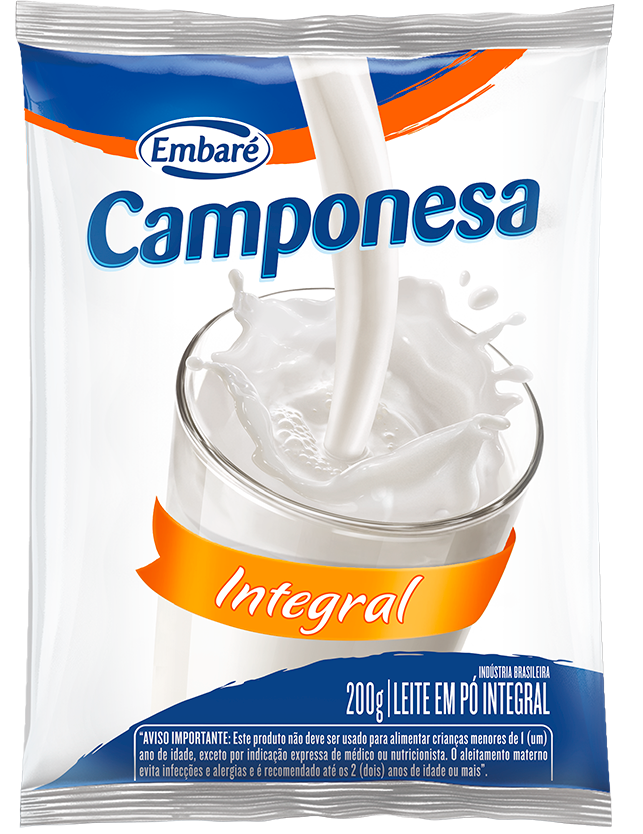 Embaré
Camponesa
Integral
INDÚSTRIA BRASILEIRA
200g | LEITE EM PÓ INTEGRAL
"AVISO IMPORTANTE: Este produto não deve ser usado para alimentar crianças menores de 1 (um)
ano de idade, exceto por indicação expressa de médico ou nutricionista. O aleitamento materno
evita infecções e alergias e é recomendado até os 2 (dois) anos de idade ou mais".